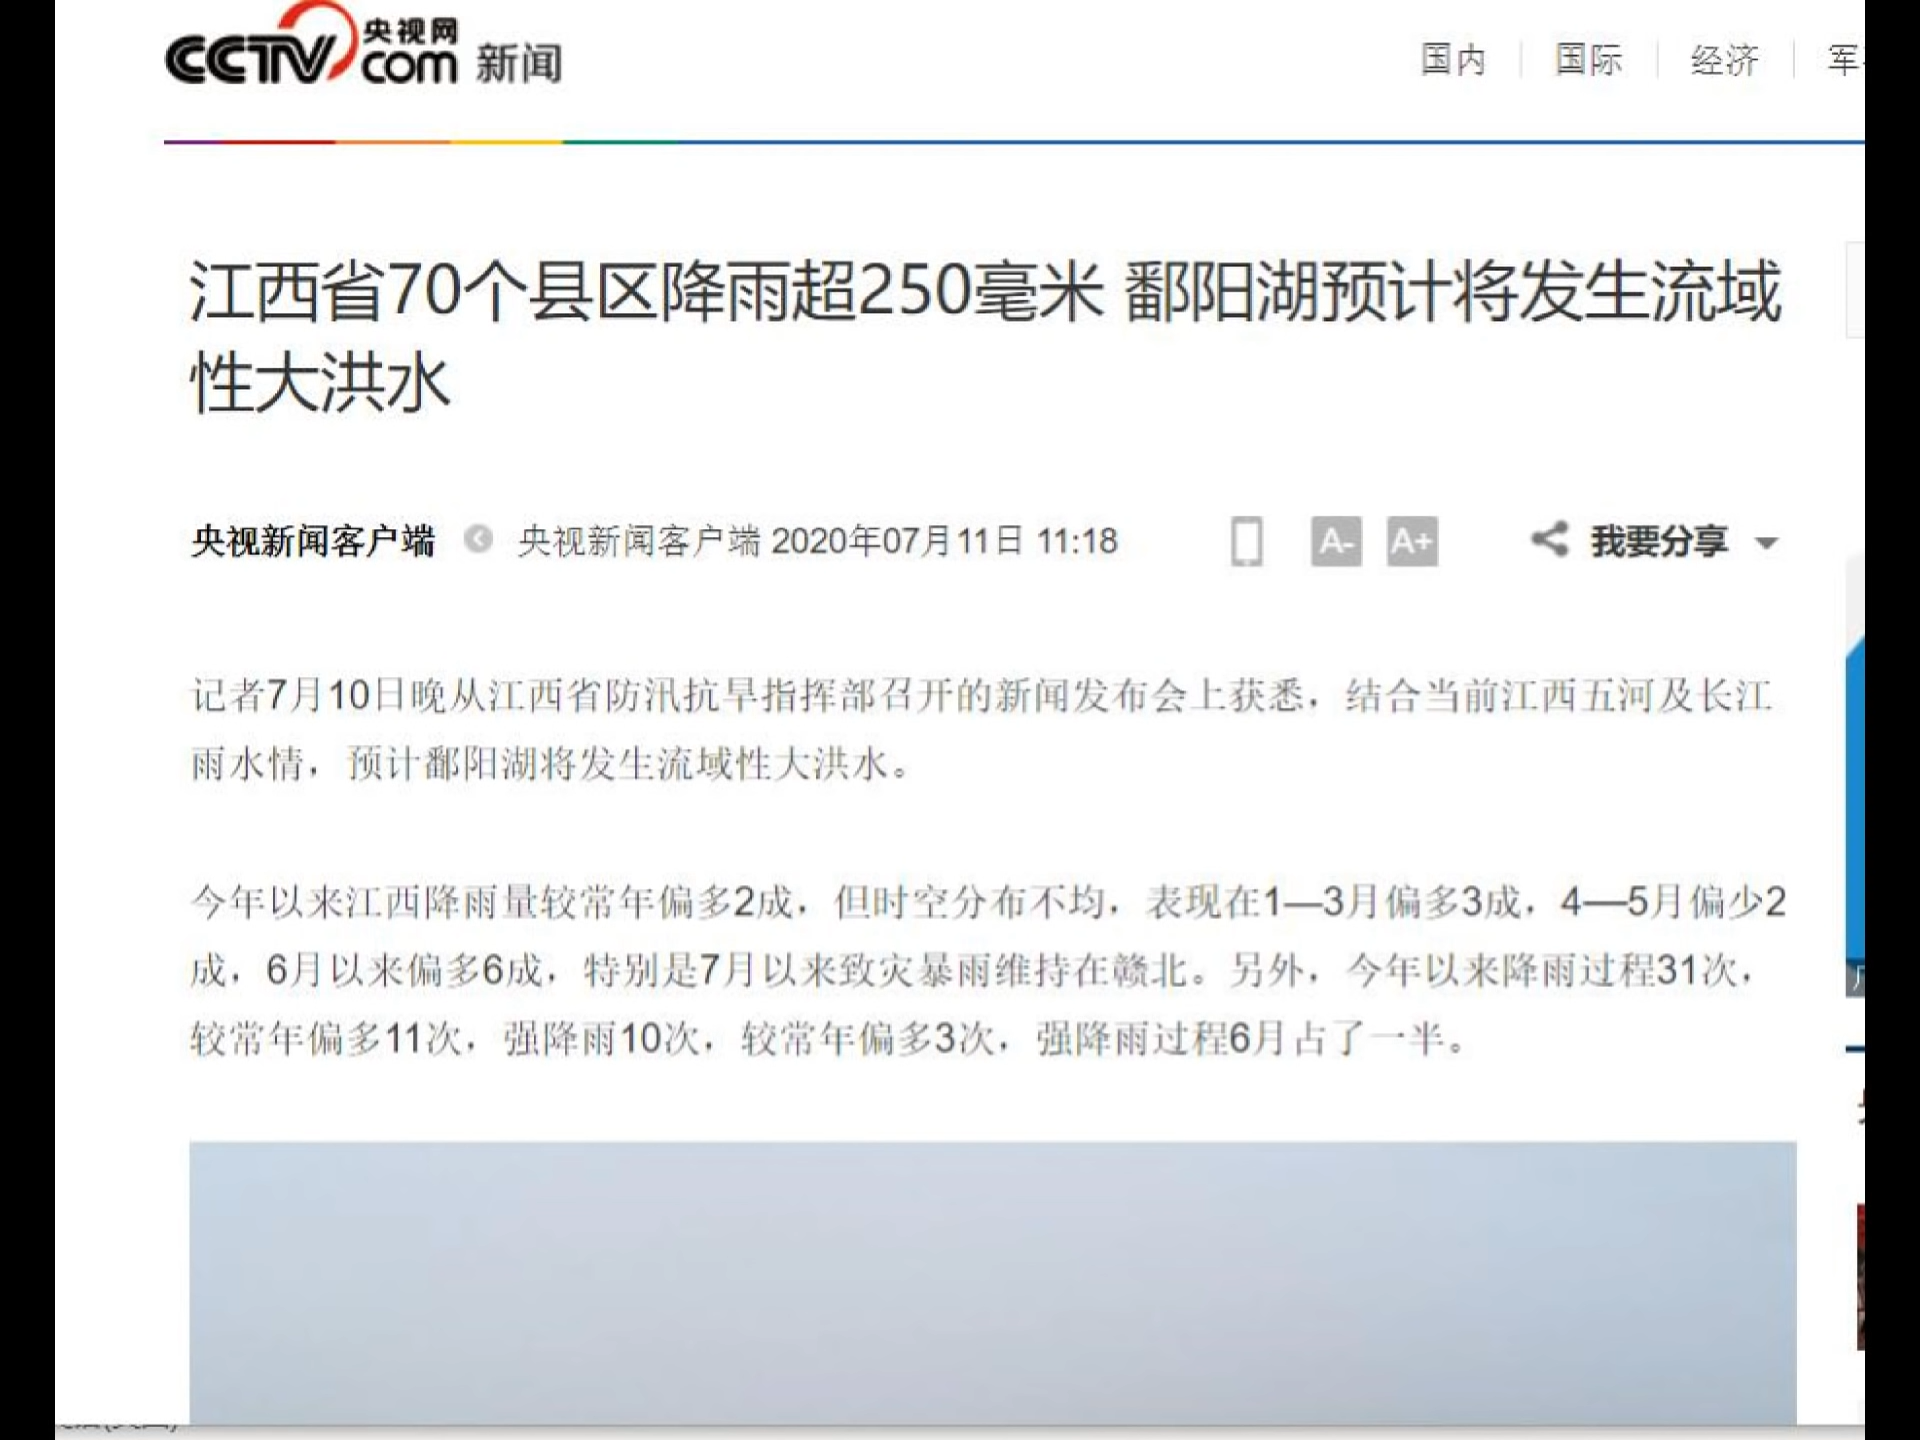 CCTV 央视网
com 新闻
国内 国际 经济
江西省70个县区降雨超250毫米 鄱阳湖预计将发生流域
性大洪水
央视新闻客户端 央视新闻客户端 2020年07月11日 11:18 A- A+ 我要分享
记者7月10日晚从江西省防汛抗旱指挥部召开的新闻发布会上获悉，结合当前江西五河及长江
雨水情，预计鄱阳湖将发生流域性大洪水。
今年以来江西降雨量较常年偏多2成，但时空分布不均，表现在1—3月偏多3成，4—5月偏少2
成，6月以来偏多6成，特别是7月以来致灾暴雨维持在赣北。另外，今年以来降雨过程31次，
较常年偏多11次，强降雨10次，较常年偏多3次，强降雨过程6月占了一半。